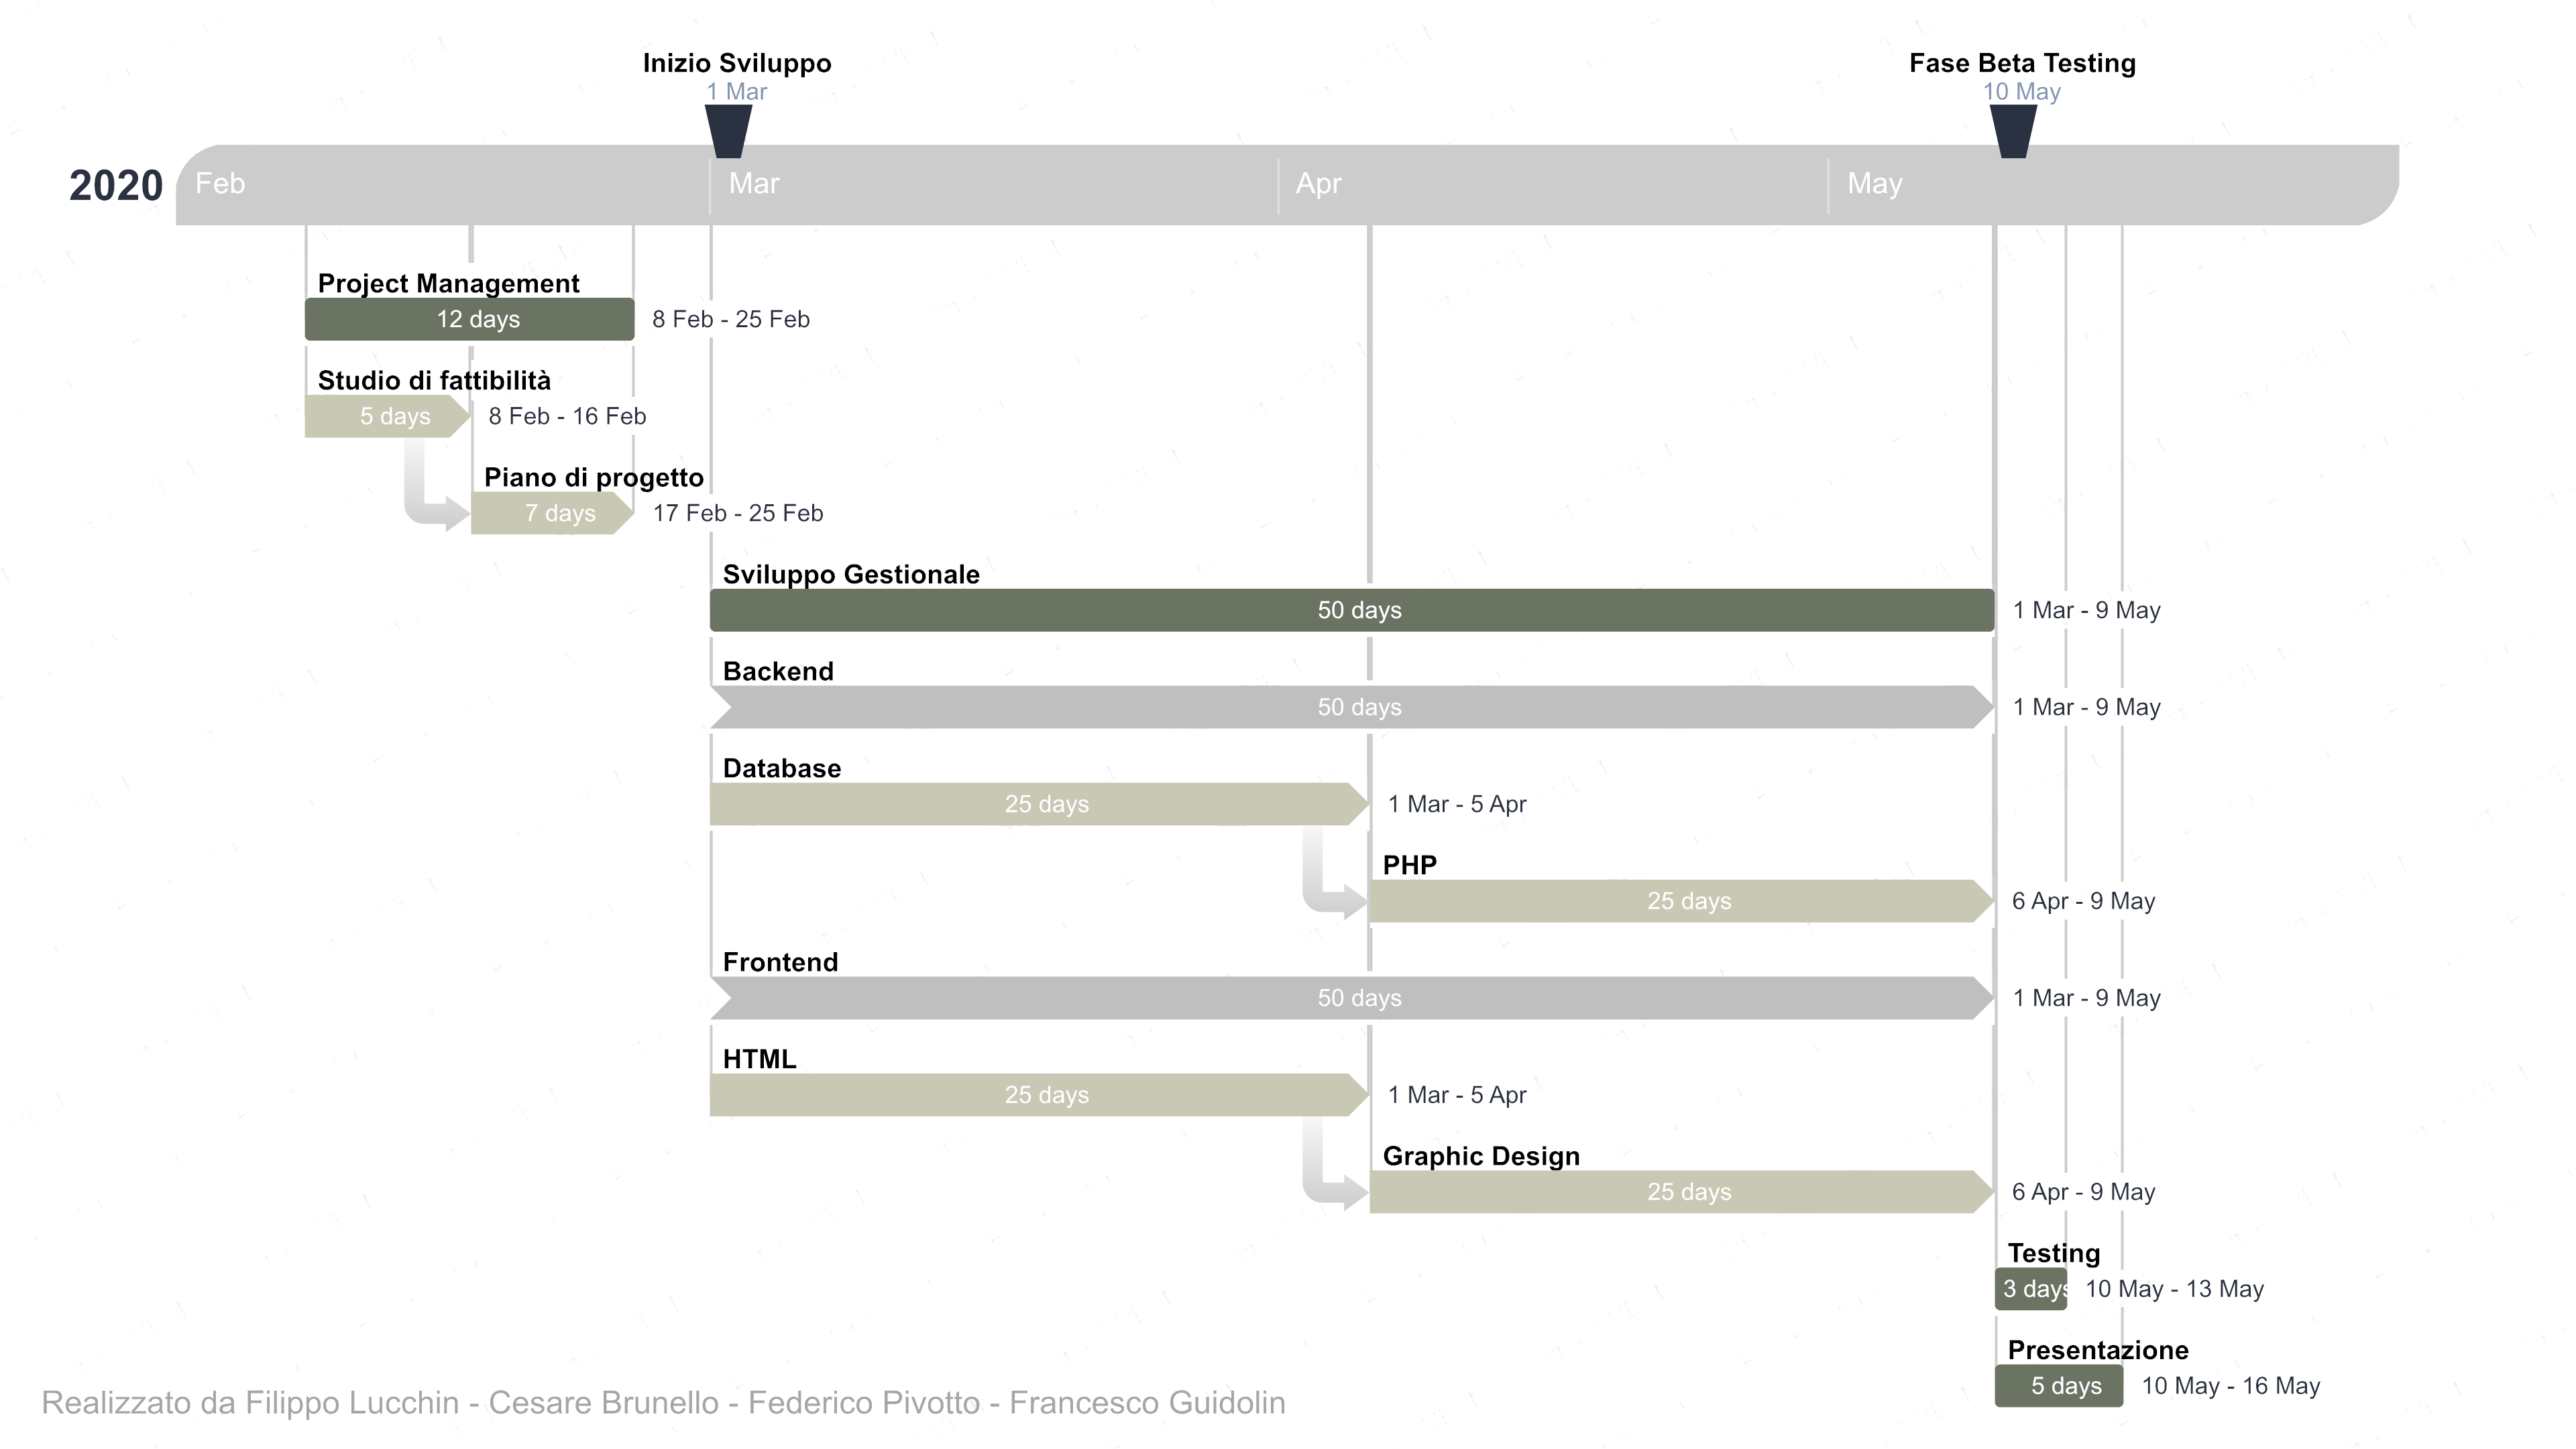 Inizio Sviluppo
1 Mar
Fase Beta Testing
10 May
2020
Feb
Mar
Apr
May
Project Management
12 days
8 Feb - 25 Feb
Studio di fattibilità
5 days
8 Feb - 16 Feb
Piano di progetto
7 days
17 Feb - 25 Feb
Sviluppo Gestionale
50 days
1 Mar - 9 May
Backend
50 days
1 Mar - 9 May
Database
25 days
1 Mar - 5 Apr
PHP
25 days
6 Apr - 9 May
Frontend
50 days
1 Mar - 9 May
HTML
25 days
1 Mar - 5 Apr
Graphic Design
25 days
6 Apr - 9 May
Testing
3 days
10 May - 13 May
Presentazione
5 days
10 May - 16 May
Realizzato da Filippo Lucchin - Cesare Brunello - Federico Pivotto - Francesco Guidolin